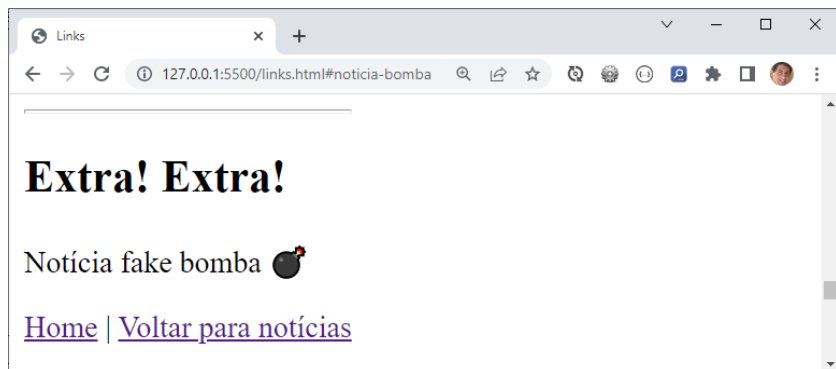 Links
127.0.0.1:5500/links.html#noticia-bomba
Extra! Extra!
Notícia fake bomba 💣
Home | Voltar para notícias